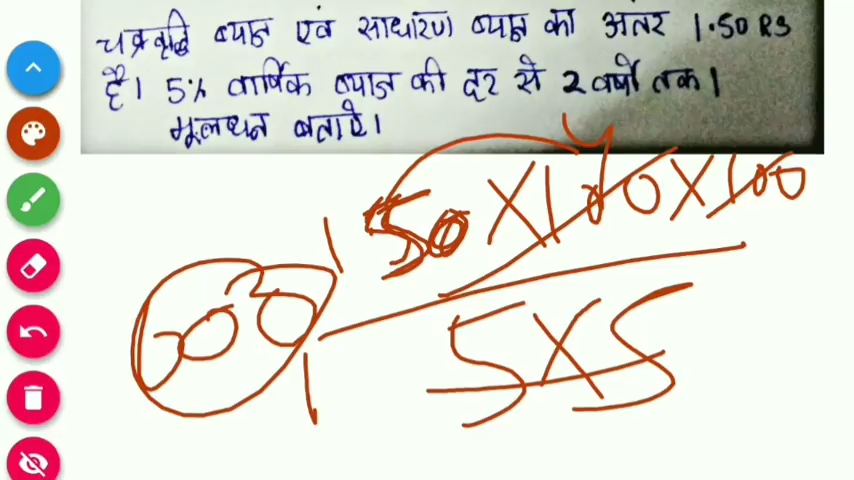 चक्रवृद्धि ब्याज एवं साधारण ब्याज का अंतर 1.50 RS
है। 5% वार्षिक ब्याज की दर से 2 वर्षों तक।
मूलधन बताऐ।
1 50 X 100 X 100
5 X 5
600